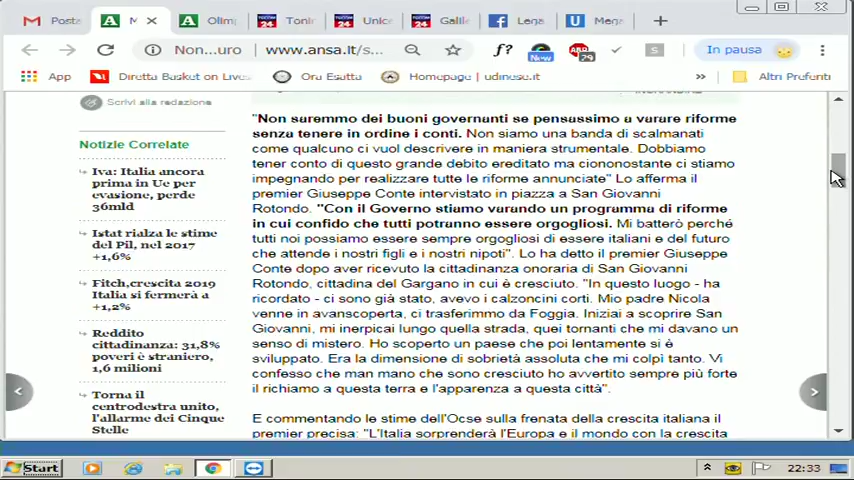 Posta
Olimp
Tonin
Unice
Galile
Lega
Mess
Non... uro
www.ansa.lt/s...
f?
New
ABP
29
S
In pausa
App
Diretta Basket on Lives
Ora Esatta
Homepage | udinese.it
»
Altri Preferiti
Scrivi alla redazione
Notizie Correlate
Iva: Italia ancora
prima in Ue per
evasione, perde
36mld
Istat rialza le stime
del Pil, nel 2017
+1,6%
Fitch,crescita 2019
Italia si fermerà a
+1,2%
Reddito
cittadinanza: 31,8%
poveri è straniero,
1,6 milioni
Torna il
centrodestra unito,
l'allarme dei Cinque
Stelle
"Non saremmo dei buoni governanti se pensassimo a varare riforme
senza tenere in ordine i conti. Non siamo una banda di scalmanati
come qualcuno ci vuol descrivere in maniera strumentale. Dobbiamo
tener conto di questo grande debito ereditato ma ciononostante ci stiamo
impegnando per realizzare tutte le riforme annunciate" Lo afferma il
premier Giuseppe Conte intervistato in piazza a San Giovanni
Rotondo. "Con il Governo stiamo varando un programma di riforme
in cui confido che tutti potranno essere orgogliosi. Mi batterò perché
tutti noi possiamo essere sempre orgogliosi di essere italiani e del futuro
che attende i nostri figli e i nostri nipoti". Lo ha detto il premier Giuseppe
Conte dopo aver ricevuto la cittadinanza onoraria di San Giovanni
Rotondo, cittadina del Gargano in cui è cresciuto. "In questo luogo - ha
ricordato - ci sono già stato, avevo i calzoncini corti. Mio padre Nicola
venne in avanscoperta, ci trasferimmo da Foggia. Iniziai a scoprire San
Giovanni, mi inerpicai lungo quella strada, quei tornanti che mi davano un
senso di mistero. Ho scoperto un paese che poi lentamente si è
sviluppato. Era la dimensione di sobrietà assoluta che mi colpì tanto. Vi
confesso che man mano che sono cresciuto ho avvertito sempre più forte
il richiamo a questa terra e l'apparenza a questa città".
E commentando le stime dell'Ocse sulla frenata della crescita italiana il
premier precisa: "L'Italia sorprenderà l'Europa e il mondo con la crescita
Start
22:33